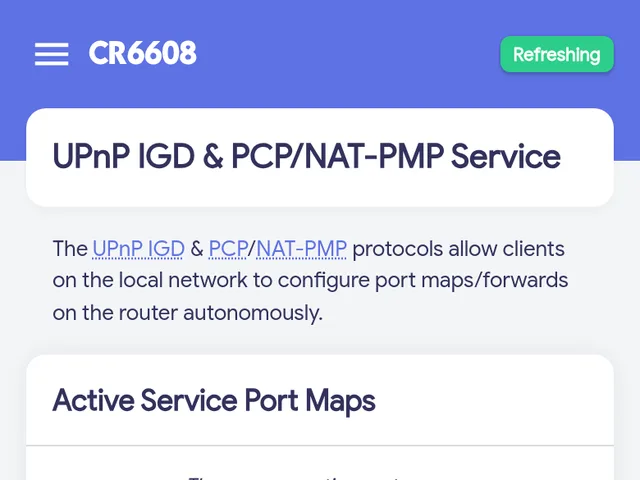 CR6608
Refreshing
UPnP IGD & PCP/NAT-PMP Service
The UPnP IGD & PCP/NAT-PMP protocols allow clients
on the local network to configure port maps/forwards
on the router autonomously.
Active Service Port Maps